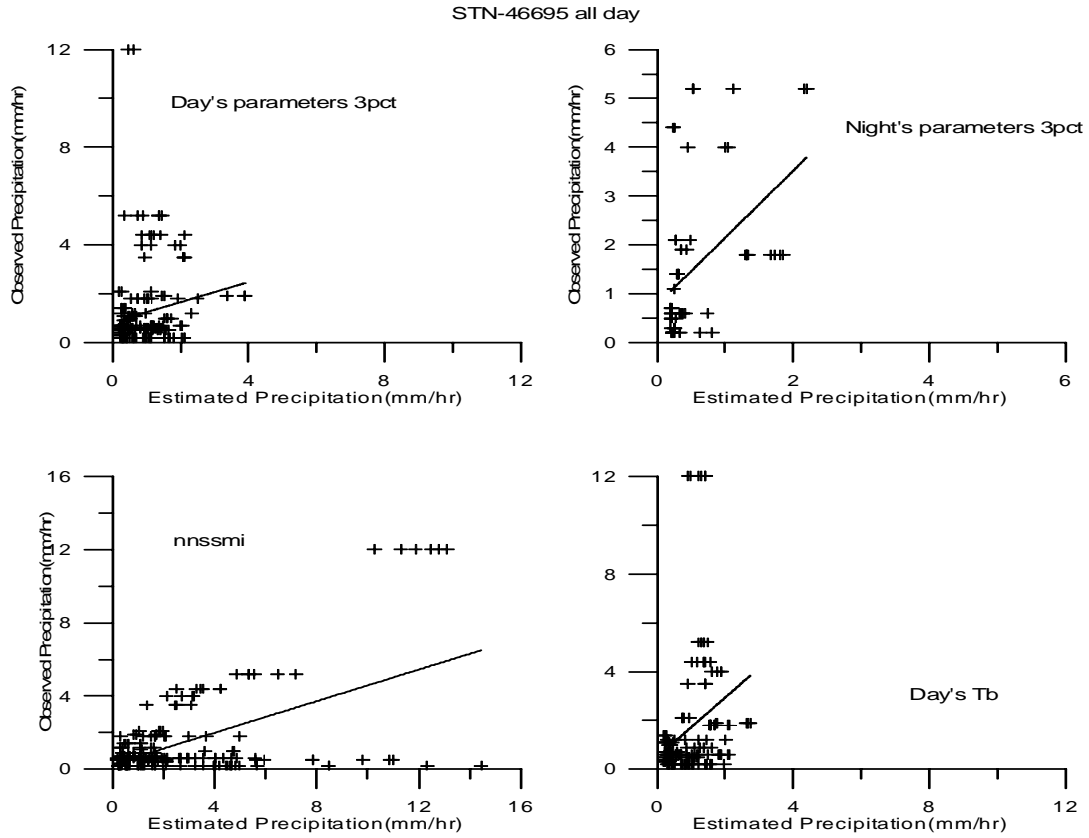 STN-46695 all day
12
8
4
0
Observed Precipitation(mm/hr)
Day's parameters 3pct
0 4 8 12
Estimated Precipitation(mm/hr)
6
5
4
3
2
1
0
Observed Precipitation(mm/hr)
Night's parameters 3pct
0 2 4 6
Estimated Precipitation(mm/hr)
16
12
8
4
0
Observed Precipitation(mm/hr)
nnssmi
0 4 8 12 16
Estimated Precipitation(mm/hr)
12
8
4
0
Observed Precipitation(mm/hr)
Day's Tb
0 4 8 12
Estimated Precipitation(mm/hr)